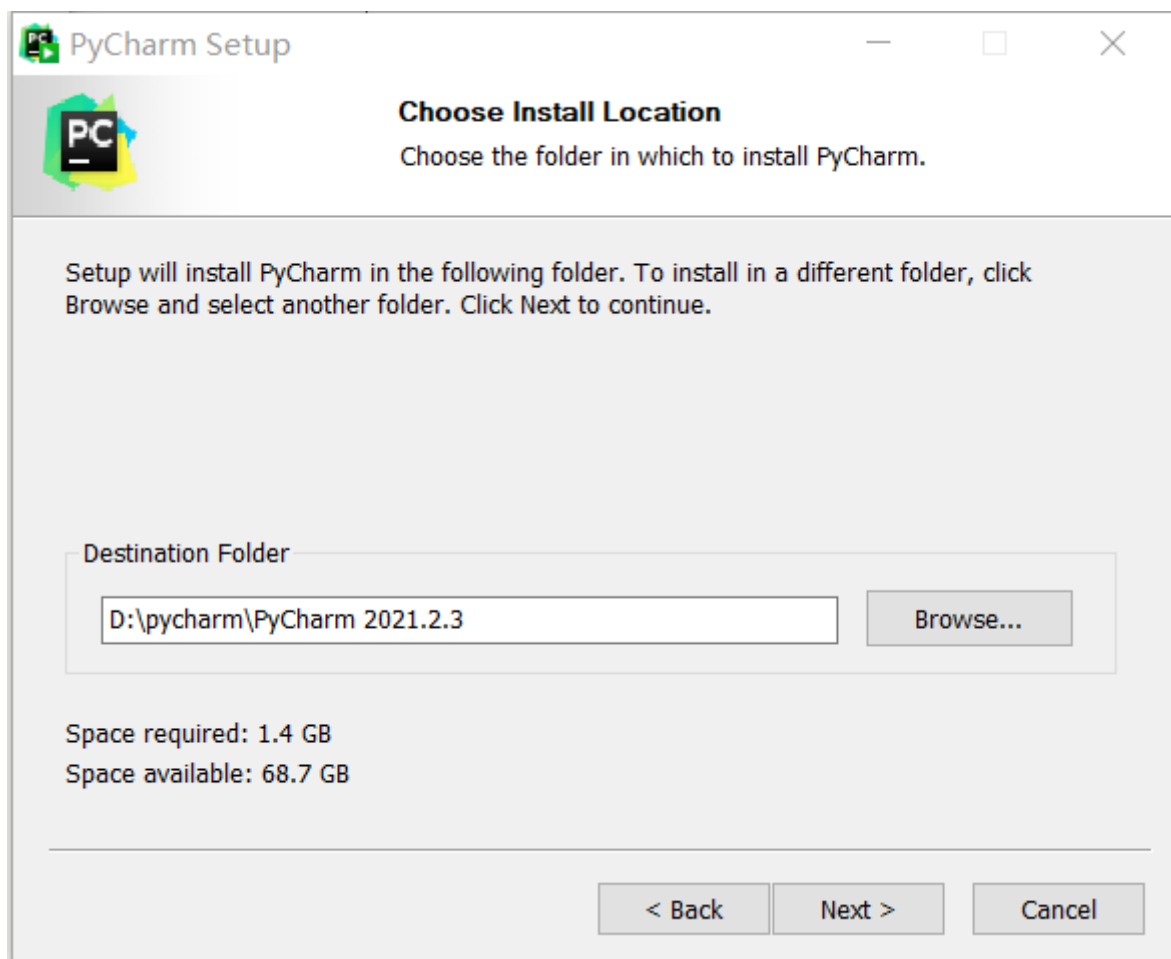 PyCharm Setup
PC
Choose Install Location
Choose the folder in which to install PyCharm.
Setup will install PyCharm in the following folder. To install in a different folder, click
Browse and select another folder. Click Next to continue.
Destination Folder
D:\pycharm\PyCharm 2021.2.3
Browse...
Space required: 1.4 GB
Space available: 68.7 GB
< Back
Next >
Cancel